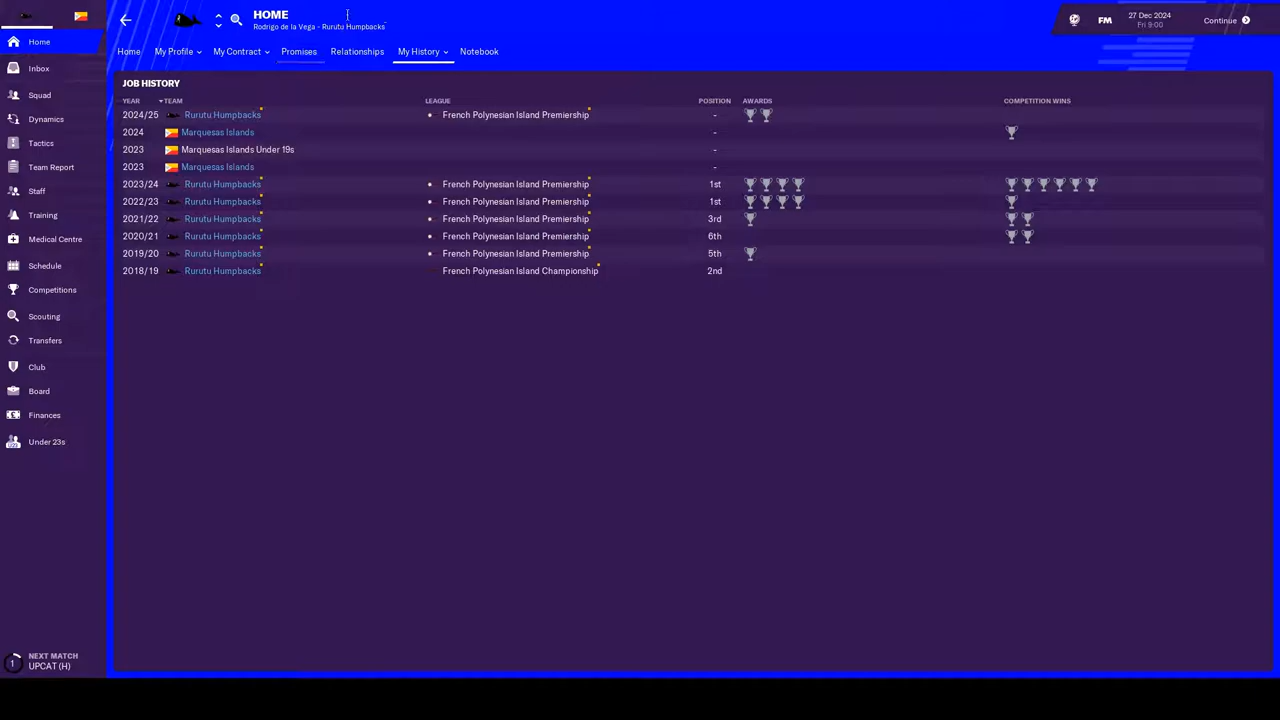 HOME
Rodrigo de la Vega - Rurutu Humpbacks
27 Dec 2024
Fri 9:00
FM
Continue
Home
Inbox
Squad
Dynamics
Tactics
Team Report
Staff
Training
Medical Centre
Schedule
Competitions
Scouting
Transfers
Club
Board
Finances
Under 23s
1
NEXT MATCH
UPCAT (H)
Home My Profile My Contract Promises Relationships My History Notebook
JOB HISTORY
YEAR TEAM LEAGUE POSITION AWARDS COMPETITION WINS
2024/25 Rurutu Humpbacks French Polynesian Island Premiership -
2024 Marquesas Islands -
2023 Marquesas Islands Under 19s -
2023 Marquesas Islands -
2023/24 Rurutu Humpbacks French Polynesian Island Premiership 1st
2022/23 Rurutu Humpbacks French Polynesian Island Premiership 1st
2021/22 Rurutu Humpbacks French Polynesian Island Premiership 3rd
2020/21 Rurutu Humpbacks French Polynesian Island Premiership 6th
2019/20 Rurutu Humpbacks French Polynesian Island Premiership 5th
2018/19 Rurutu Humpbacks French Polynesian Island Championship 2nd